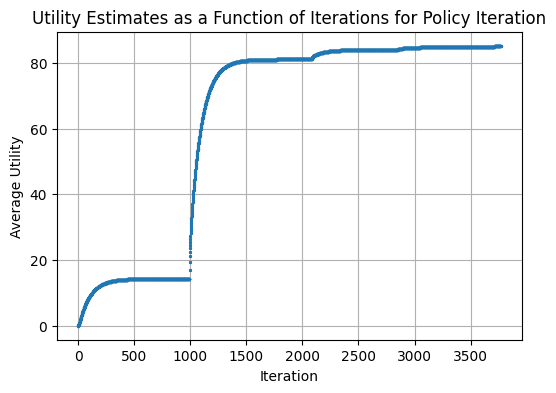 Utility Estimates as a Function of Iterations for Policy Iteration
80
60
40
20
0
Average Utility
0 500 1000 1500 2000 2500 3000 3500
Iteration